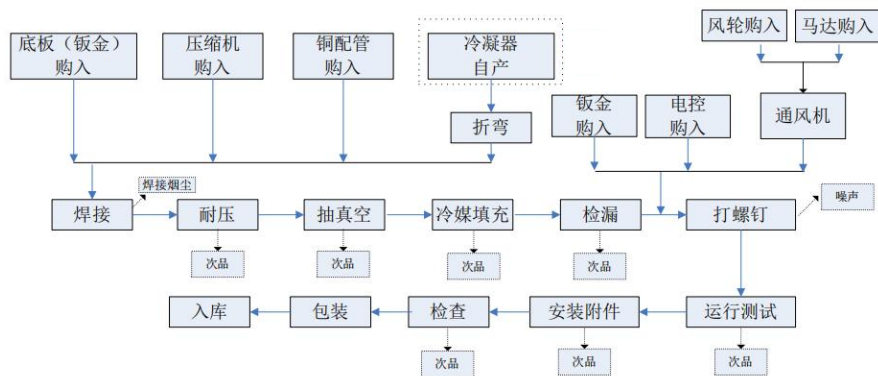 风轮购入
马达购入
底板（钣金）
购入
压缩机
购入
铜配管
购入
冷凝器
自产
钣金
购入
电控
购入
通风机
折弯
焊接烟尘
噪声
焊接
耐压
抽真空
冷媒填充
检漏
打螺钉
次品
次品
次品
次品
入库
包装
检查
安装附件
运行测试
次品
次品
次品